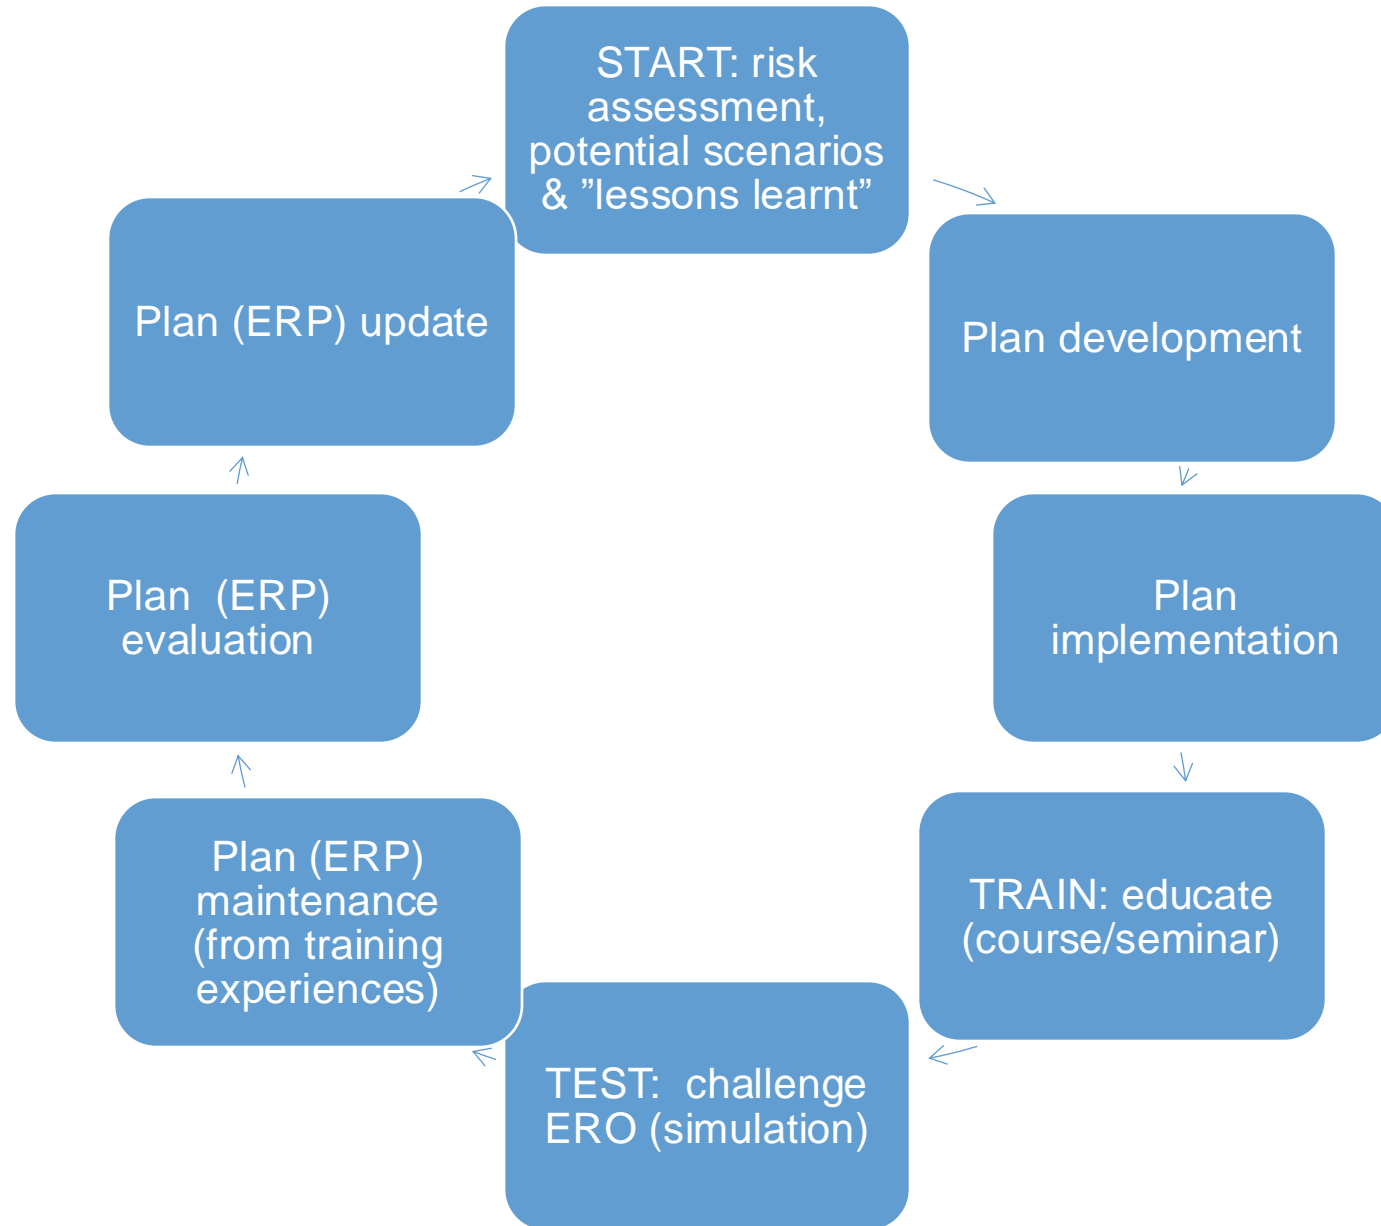 START: risk
assessment,
potential scenarios
& ”lessons learnt”
Plan development
Plan
implementation
TRAIN: educate
(course/seminar)
TEST:  challenge
ERO (simulation)
Plan (ERP)
maintenance
(from training
experiences)
Plan  (ERP)
evaluation
Plan (ERP) update